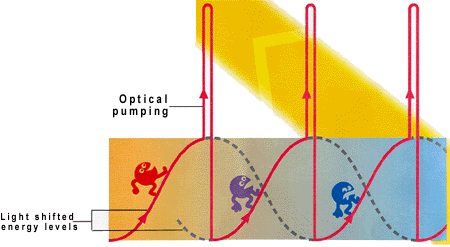 Optical
pumping
Light shifted
energy levels